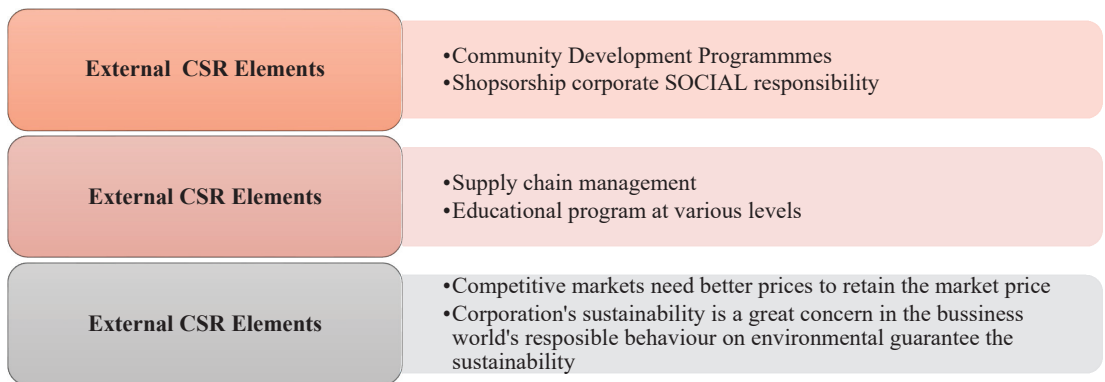 External CSR Elements
•Community Development Programmmes
•Shopsorship corporate SOCIAL responsibility
External CSR Elements
•Supply chain management
•Educational program at various levels
External CSR Elements
•Competitive markets need better prices to retain the market price
•Corporation's sustainability is a great concern in the bussiness
world's resposible behaviour on environmental guarantee the
sustainability